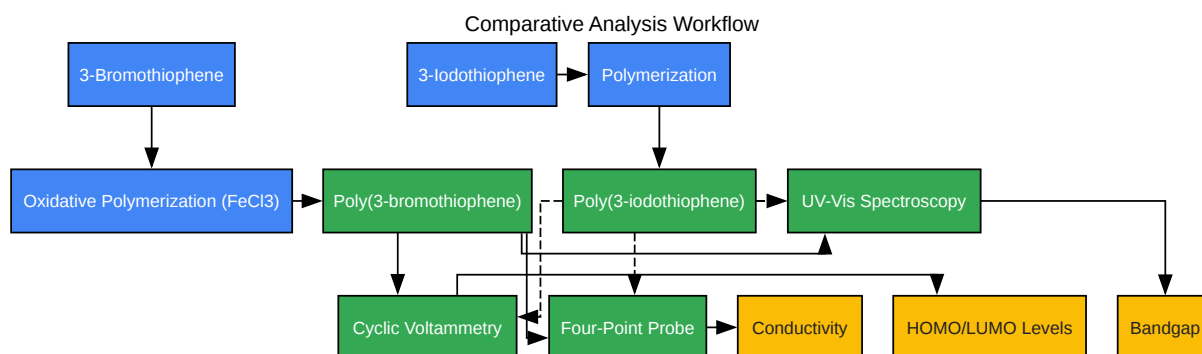 Comparative Analysis Workflow
3-Bromothiophene
3-Iodothiophene
Polymerization
Oxidative Polymerization (FeCl3)
Poly(3-bromothiophene)
Poly(3-iodothiophene)
UV-Vis Spectroscopy
Cyclic Voltammetry
Four-Point Probe
Conductivity
HOMO/LUMO Levels
Bandgap